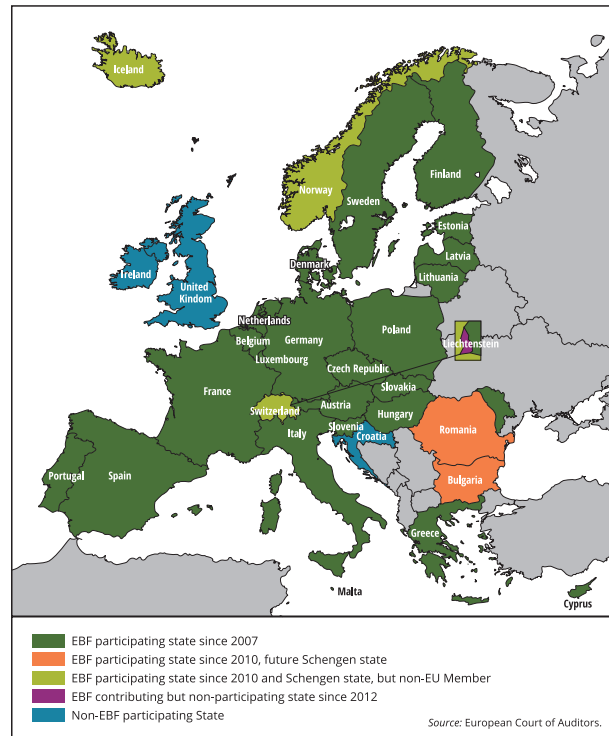 Iceland
Norway
Sweden
Finland
Estonia
Latvia
Lithuania
Denmark
Ireland
United
Kingdom
Netherlands
Belgium
Luxembourg
Germany
Poland
Liechtenstein
Czech Republic
Slovakia
France
Switzerland
Austria
Hungary
Slovenia
Croatia
Romania
Italy
Bulgaria
Portugal
Spain
Greece
Malta
Cyprus
EBF participating state since 2007
EBF participating state since 2010, future Schengen state
EBF participating state since 2010 and Schengen state, but non-EU Member
EBF contributing but non-participating state since 2012
Non-EBF participating State
Source: European Court of Auditors.